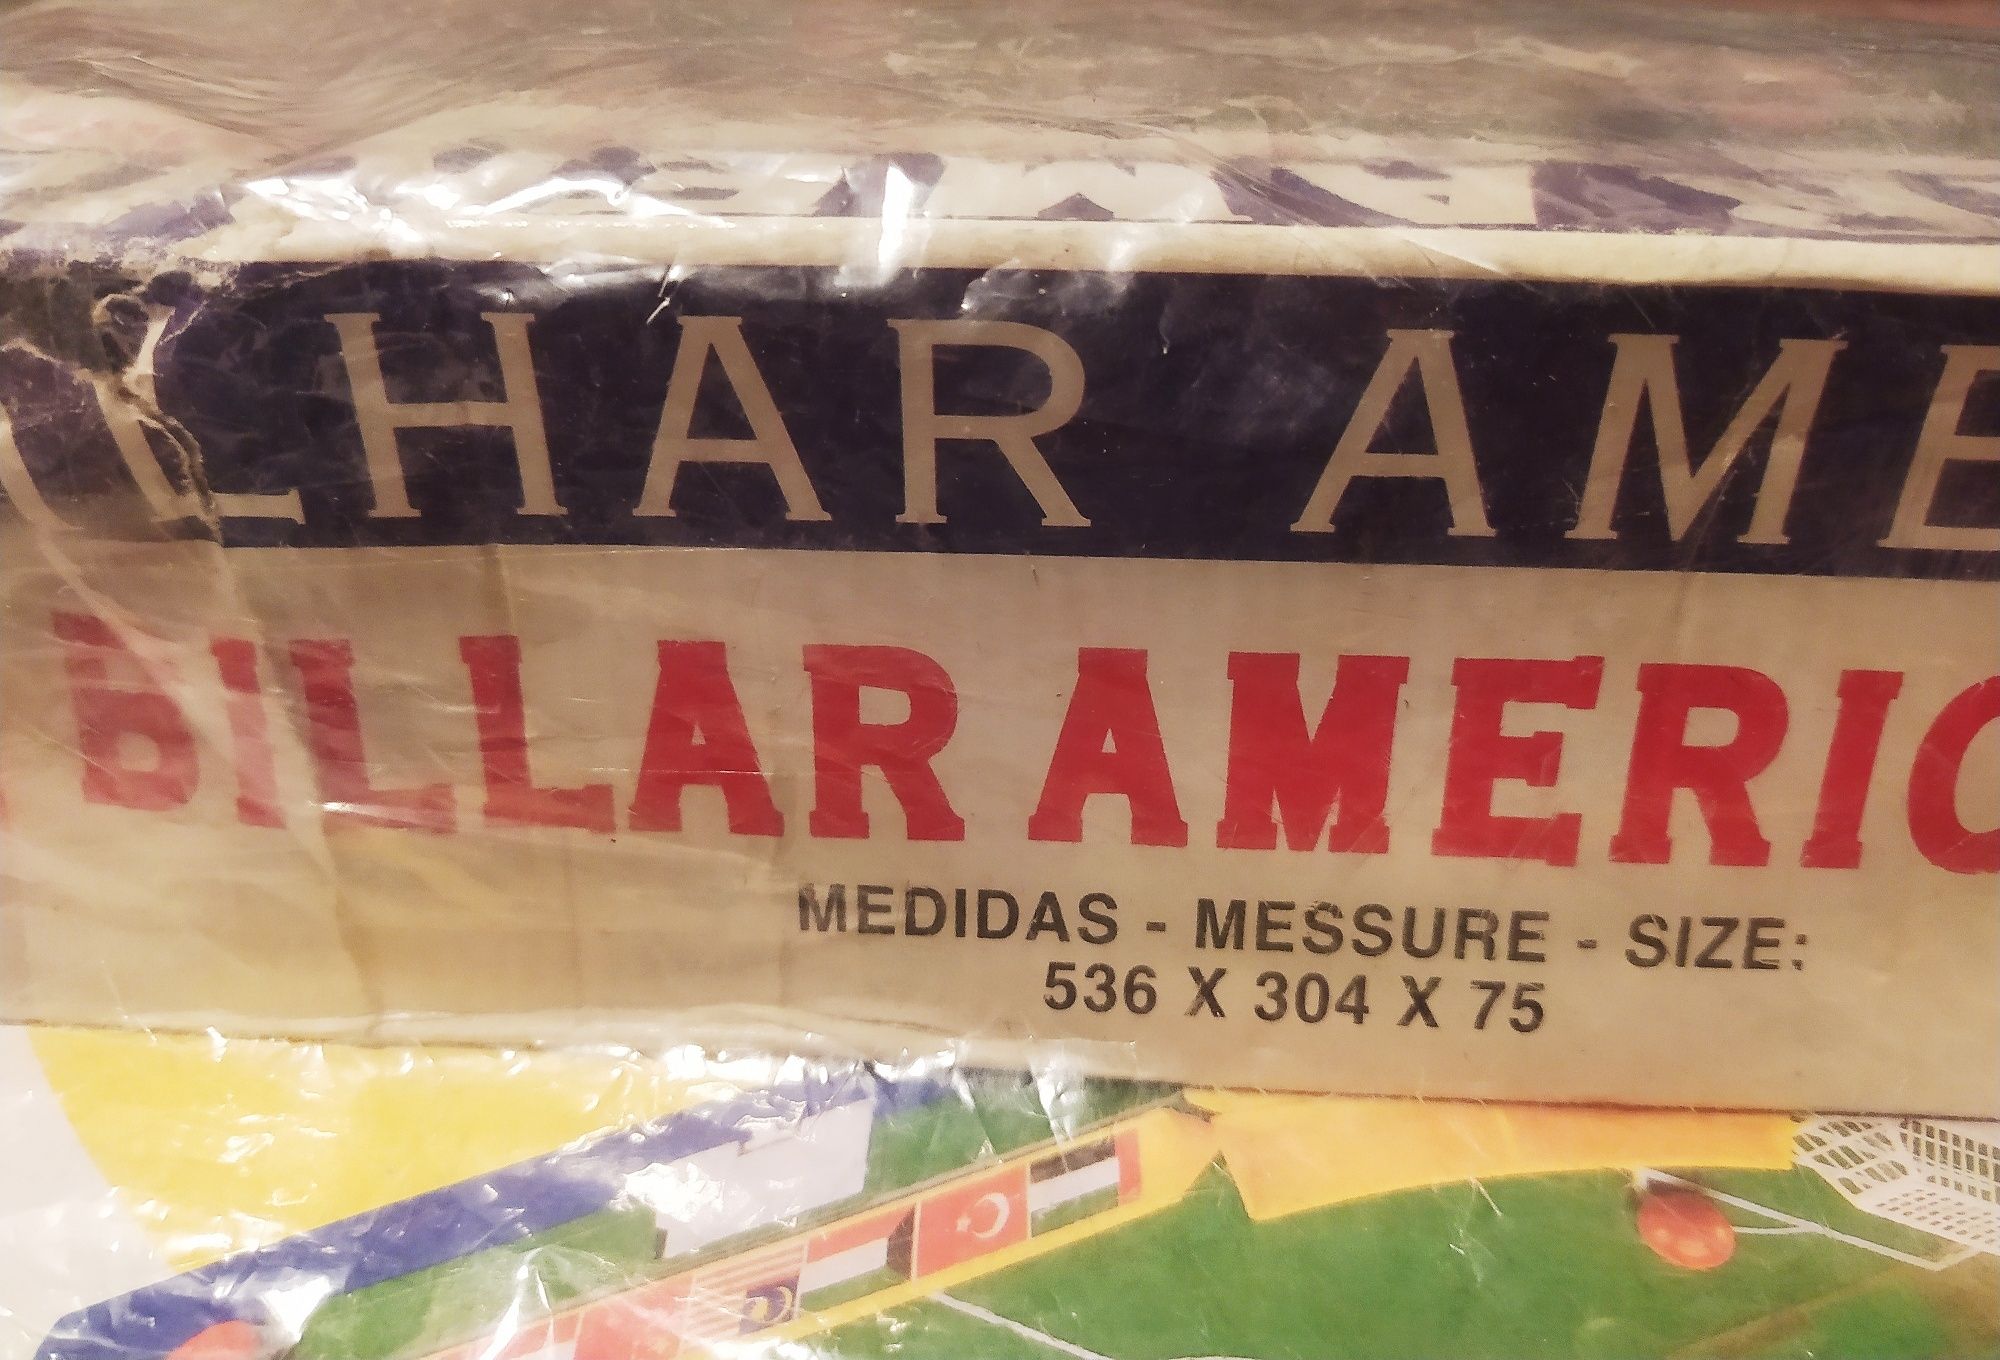 LHAR AME
BILLAR AMERIC
MEDIDAS - MESSURE - SIZE:
536 X 304 X 75